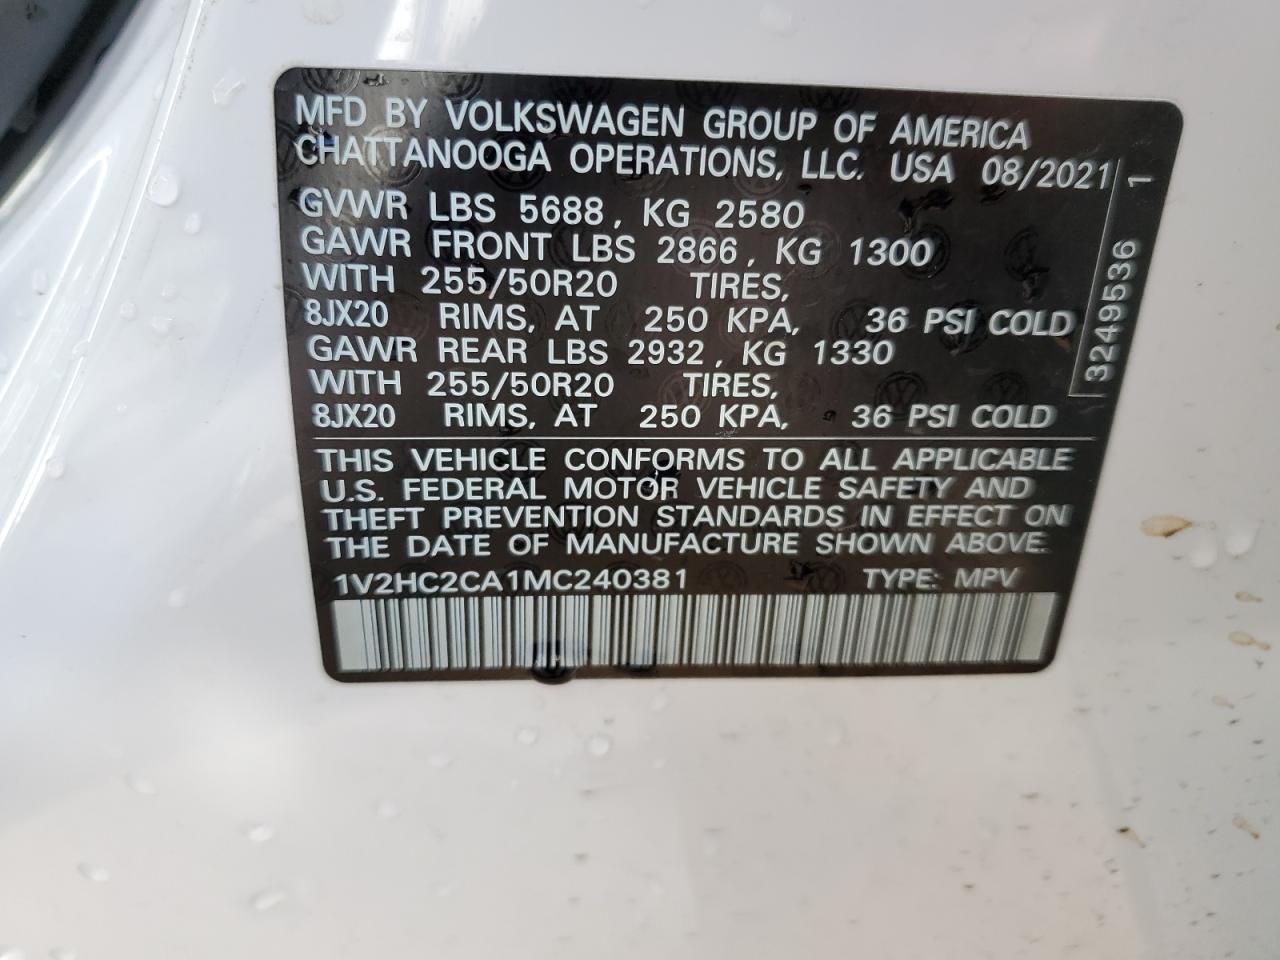 MFD BY VOLKSWAGEN GROUP OF AMERICA
CHATTANOOGA OPERATIONS, LLC. USA 08/2021
GVWR LBS 5688, KG 2580
GAWR FRONT LBS 2866, KG 1300
WITH 255/50R20 TIRES,
8JX20 RIMS, AT 250 KPA, 36 PSI COLD
GAWR REAR LBS 2932, KG 1330
WITH 255/50R20 TIRES,
8JX20 RIMS, AT 250 KPA, 36 PSI COLD
3249536 1
THIS VEHICLE CONFORMS TO ALL APPLICABLE
U.S. FEDERAL MOTOR VEHICLE SAFETY AND
THEFT PREVENTION STANDARDS IN EFFECT ON
THE DATE OF MANUFACTURE SHOWN ABOVE.
1V2HC2CA1MC240381 TYPE: MPV